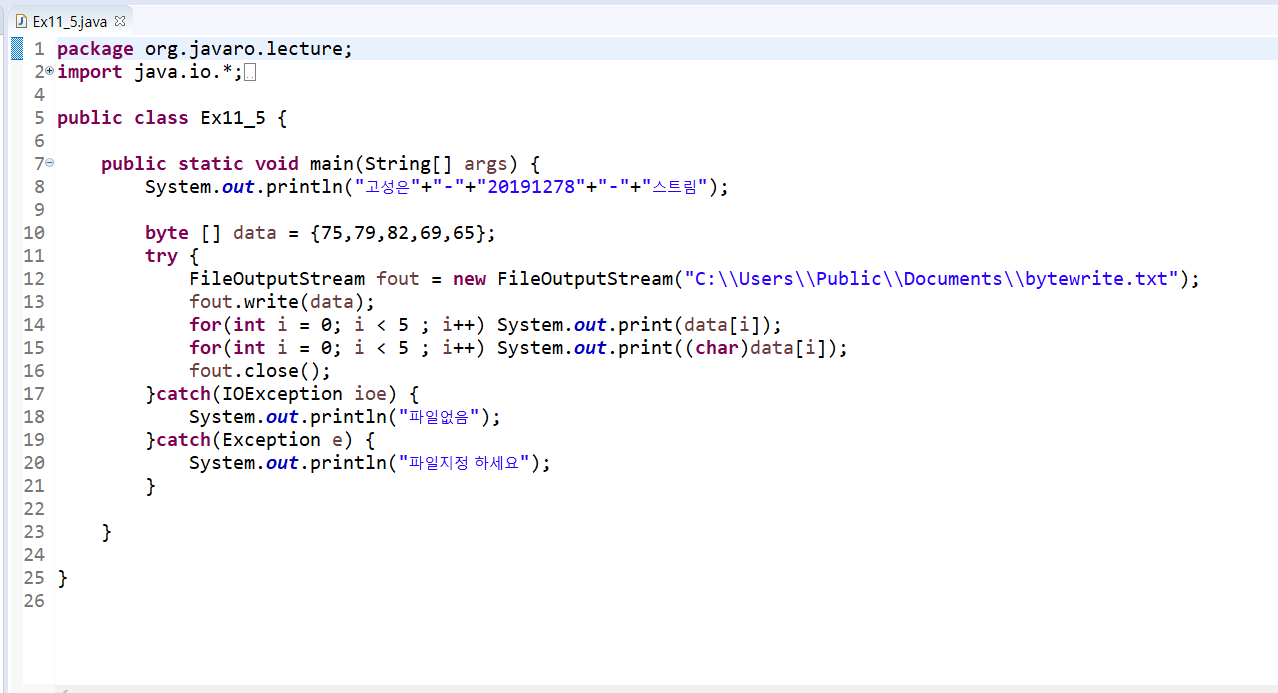 Ex11_5.java
1 package org.javaro.lecture;
2 import java.io.*;
4
5 public class Ex11_5 {
6
7 public static void main(String[] args) {
8 System.out.println("고성은"+"-"+"20191278"+"-"+"스트림");
9
10 byte [] data = {75,79,82,69,65};
11 try {
12 FileOutputStream fout = new FileOutputStream("C:\\Users\\Public\\Documents\\bytewrite.txt");
13 fout.write(data);
14 for(int i = 0; i < 5 ; i++) System.out.print(data[i]);
15 for(int i = 0; i < 5 ; i++) System.out.print((char)data[i]);
16 fout.close();
17 }catch(IOException ioe) {
18 System.out.println("파일없음");
19 }catch(Exception e) {
20 System.out.println("파일지정 하세요");
21 }
22
23 }
24
25 }
26